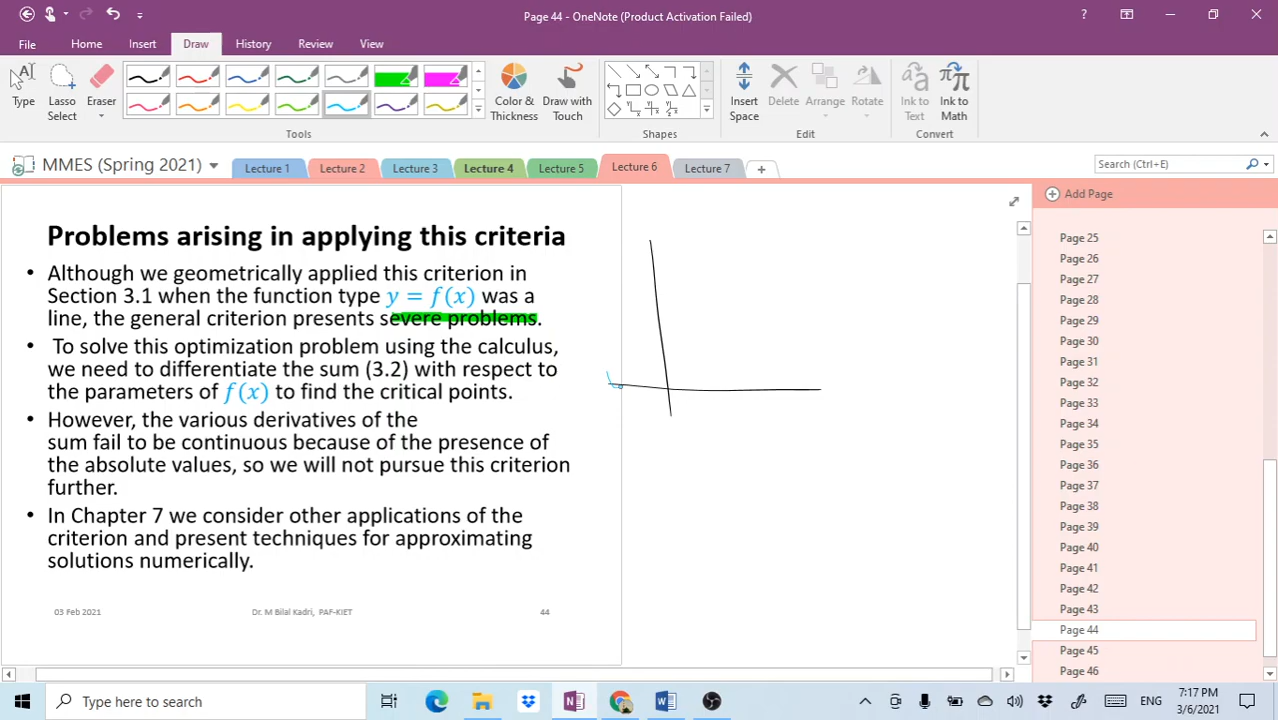 Page 44 - OneNote (Product Activation Failed)
?
File Home Insert Draw History Review View
Type
Lasso
Select
Eraser
Color &
Thickness
Draw with
Touch
Insert
Space
Delete
Arrange
Rotate
Ink to
Text
Ink to
Math
Tools
Shapes
Edit
Convert
MMES (Spring 2021)
Lecture 1
Lecture 2
Lecture 3
Lecture 4
Lecture 5
Lecture 6
Lecture 7
Search (Ctrl+E)
Problems arising in applying this criteria
• Although we geometrically applied this criterion in
Section 3.1 when the function type y = f(x) was a
line, the general criterion presents severe problems.
• To solve this optimization problem using the calculus,
we need to differentiate the sum (3.2) with respect to
the parameters of f(x) to find the critical points.
• However, the various derivatives of the
sum fail to be continuous because of the presence of
the absolute values, so we will not pursue this criterion
further.
• In Chapter 7 we consider other applications of the
criterion and present techniques for approximating
solutions numerically.
03 Feb 2021
Dr. M Bilal Kadri, PAF-KIET
44
Add Page
Page 25
Page 26
Page 27
Page 28
Page 29
Page 30
Page 31
Page 32
Page 33
Page 34
Page 35
Page 36
Page 37
Page 38
Page 39
Page 40
Page 41
Page 42
Page 43
Page 44
Page 45
Page 46
Type here to search
ENG
7:17 PM
3/6/2021